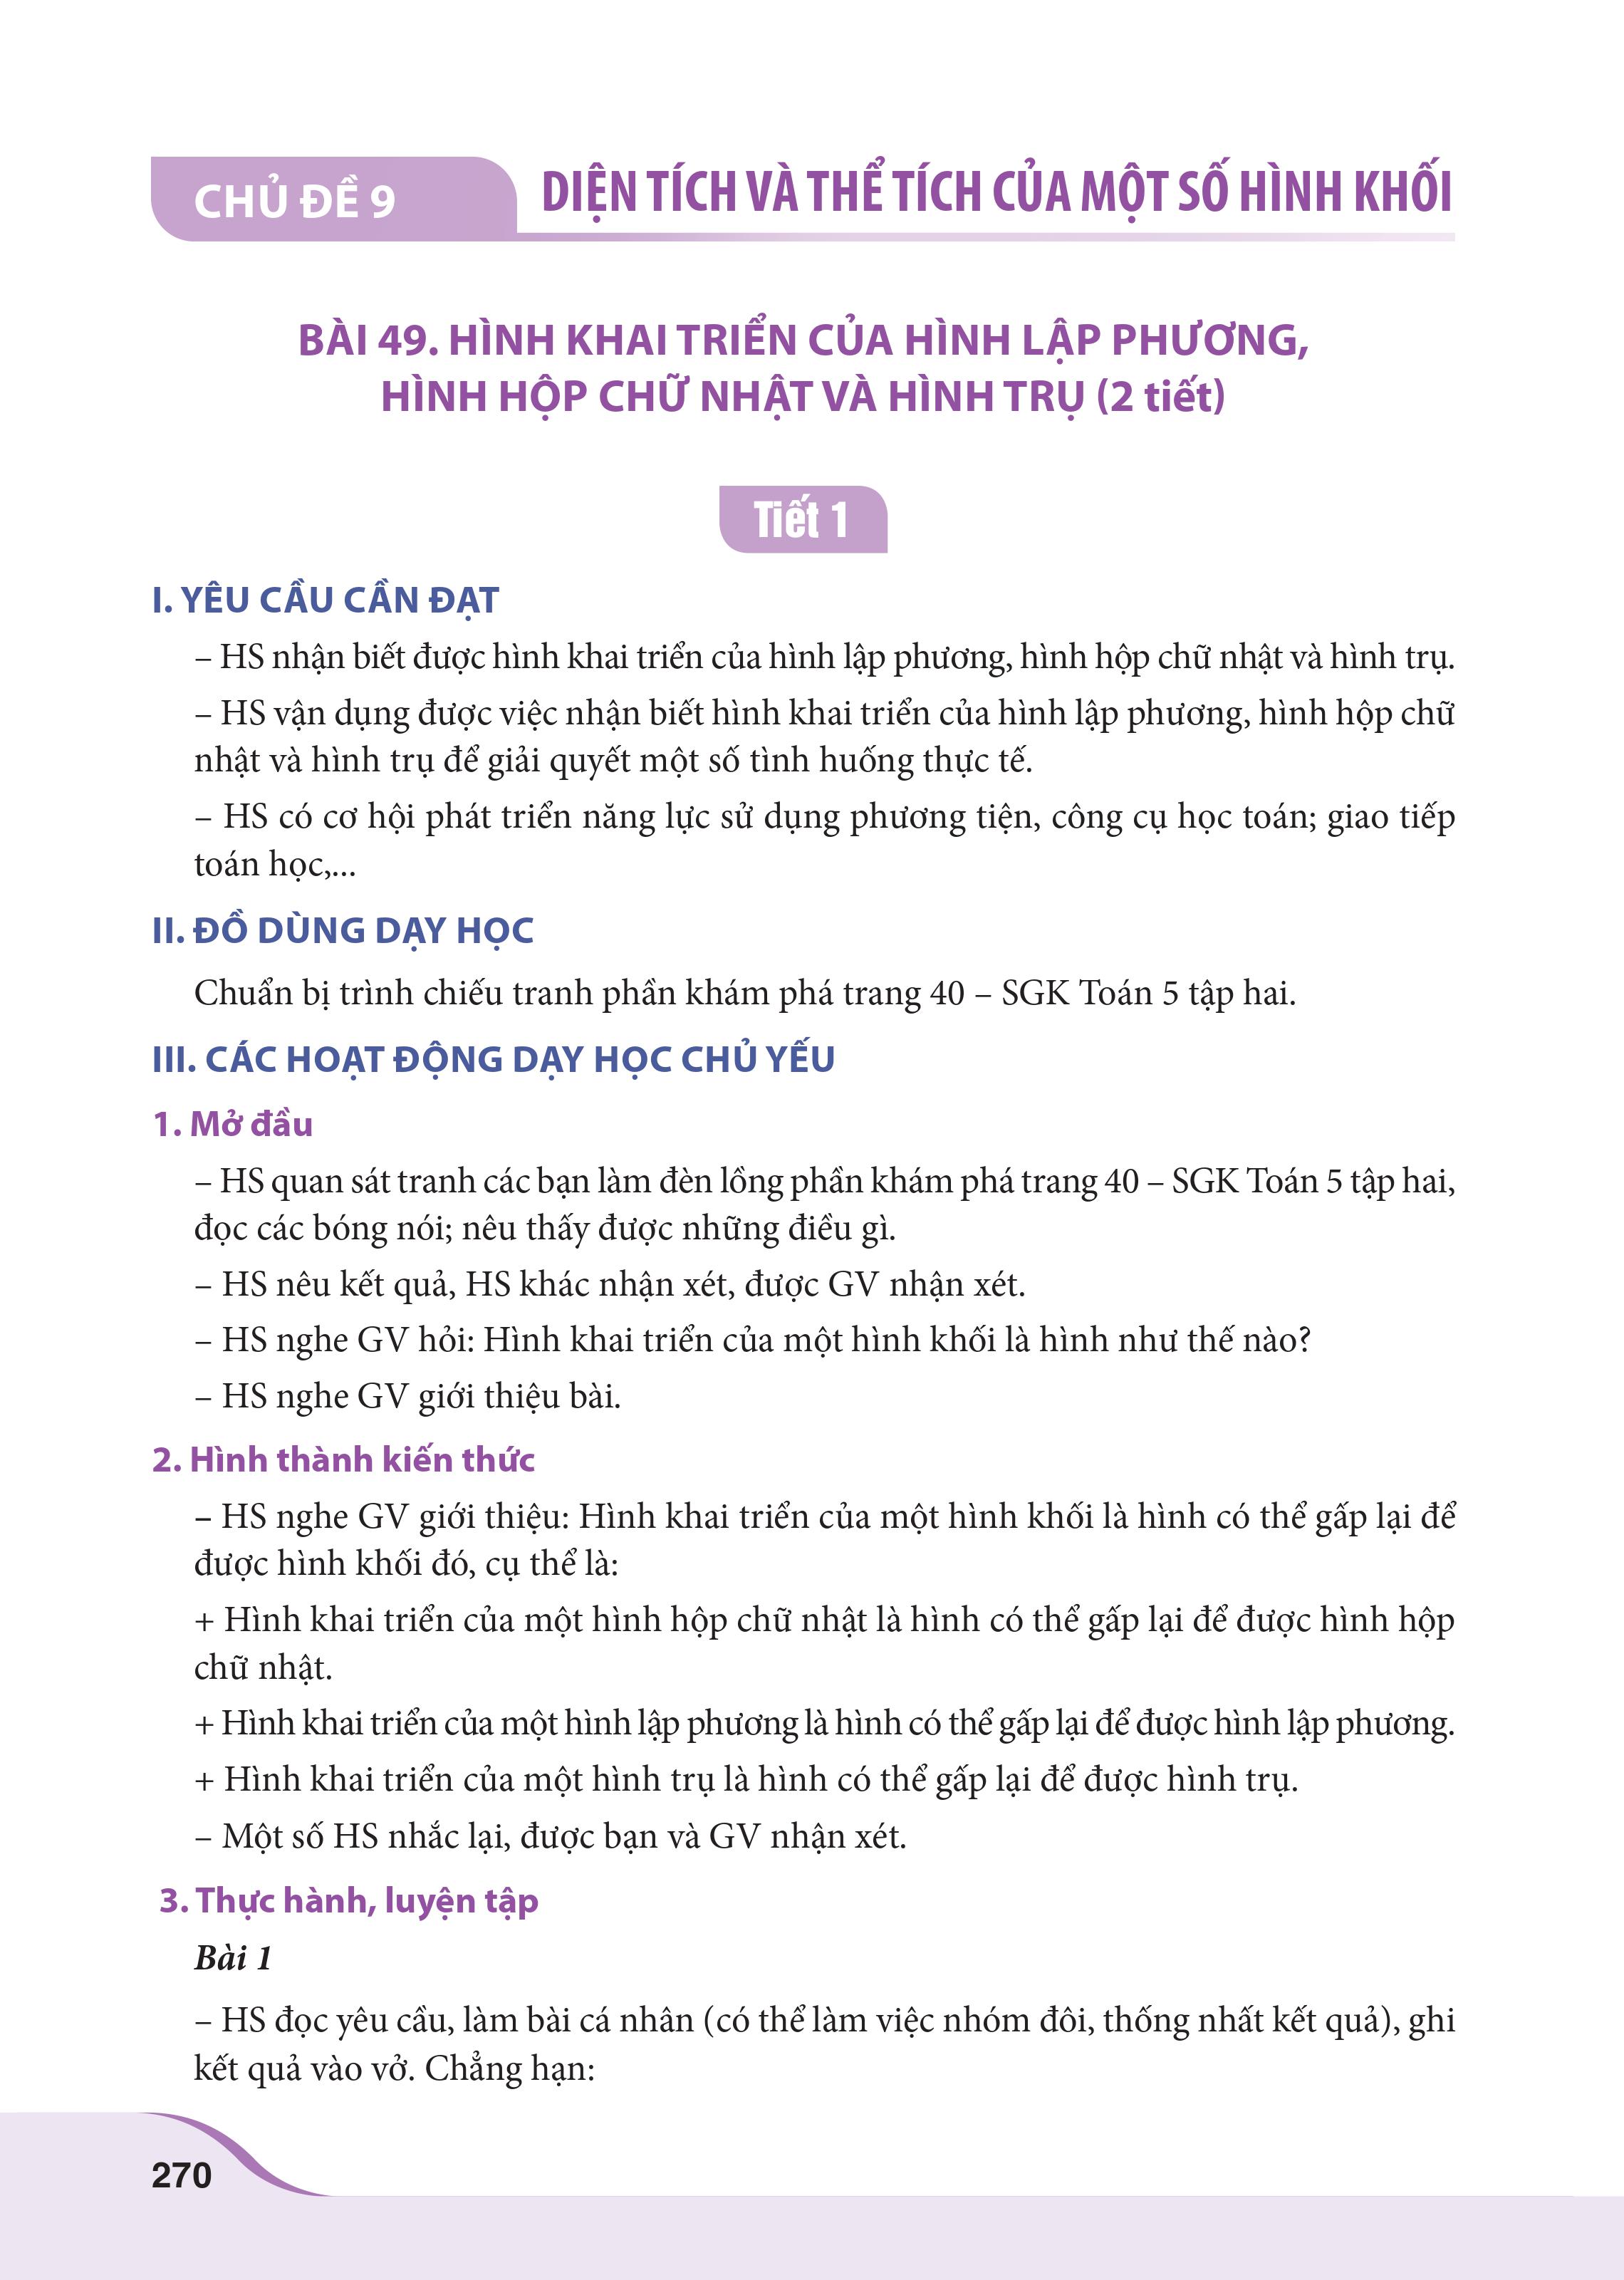 CHỦ ĐỀ 9
DIỆN TÍCH VÀ THỂ TÍCH CỦA MỘT SỐ HÌNH KHỐI
BÀI 49. HÌNH KHAI TRIỂN CỦA HÌNH LẬP PHƯƠNG,
HÌNH HỘP CHỮ NHẬT VÀ HÌNH TRỤ (2 tiết)
Tiết 1
I. YÊU CẦU CẦN ĐẠT
– HS nhận biết được hình khai triển của hình lập phương, hình hộp chữ nhật và hình trụ.
– HS vận dụng được việc nhận biết hình khai triển của hình lập phương, hình hộp chữ
nhật và hình trụ để giải quyết một số tình huống thực tế.
– HS có cơ hội phát triển năng lực sử dụng phương tiện, công cụ học toán; giao tiếp
toán học,...
II. ĐỒ DÙNG DẠY HỌC
Chuẩn bị trình chiếu tranh phần khám phá trang 40 – SGK Toán 5 tập hai.
III. CÁC HOẠT ĐỘNG DẠY HỌC CHỦ YẾU
1. Mở đầu
– HS quan sát tranh các bạn làm đèn lồng phần khám phá trang 40 – SGK Toán 5 tập hai,
đọc các bóng nói; nêu thấy được những điều gì.
– HS nêu kết quả, HS khác nhận xét, được GV nhận xét.
– HS nghe GV hỏi: Hình khai triển của một hình khối là hình như thế nào?
– HS nghe GV giới thiệu bài.
2. Hình thành kiến thức
– HS nghe GV giới thiệu: Hình khai triển của một hình khối là hình có thể gấp lại để
được hình khối đó, cụ thể là:
+ Hình khai triển của một hình hộp chữ nhật là hình có thể gấp lại để được hình hộp
chữ nhật.
+ Hình khai triển của một hình lập phương là hình có thể gấp lại để được hình lập phương.
+ Hình khai triển của một hình trụ là hình có thể gấp lại để được hình trụ.
– Một số HS nhắc lại, được bạn và GV nhận xét.
3. Thực hành, luyện tập
Bài 1
– HS đọc yêu cầu, làm bài cá nhân (có thể làm việc nhóm đôi, thống nhất kết quả), ghi
kết quả vào vở. Chẳng hạn:
270